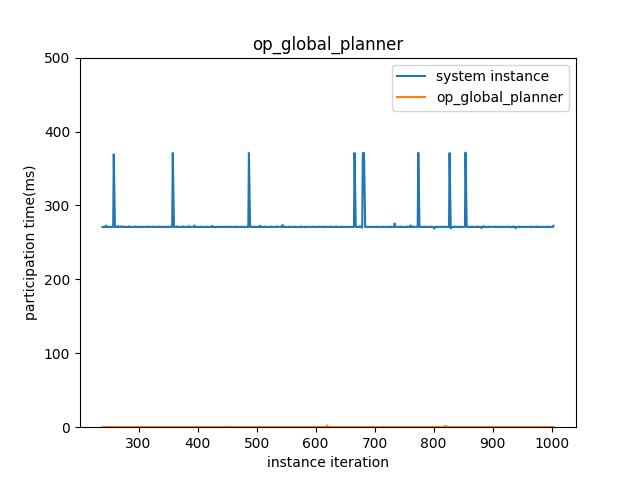 op_global_planner
system instance
op_global_planner
participation time(ms)
500
400
300
200
100
0
300
400
500
600
700
800
900
1000
instance iteration